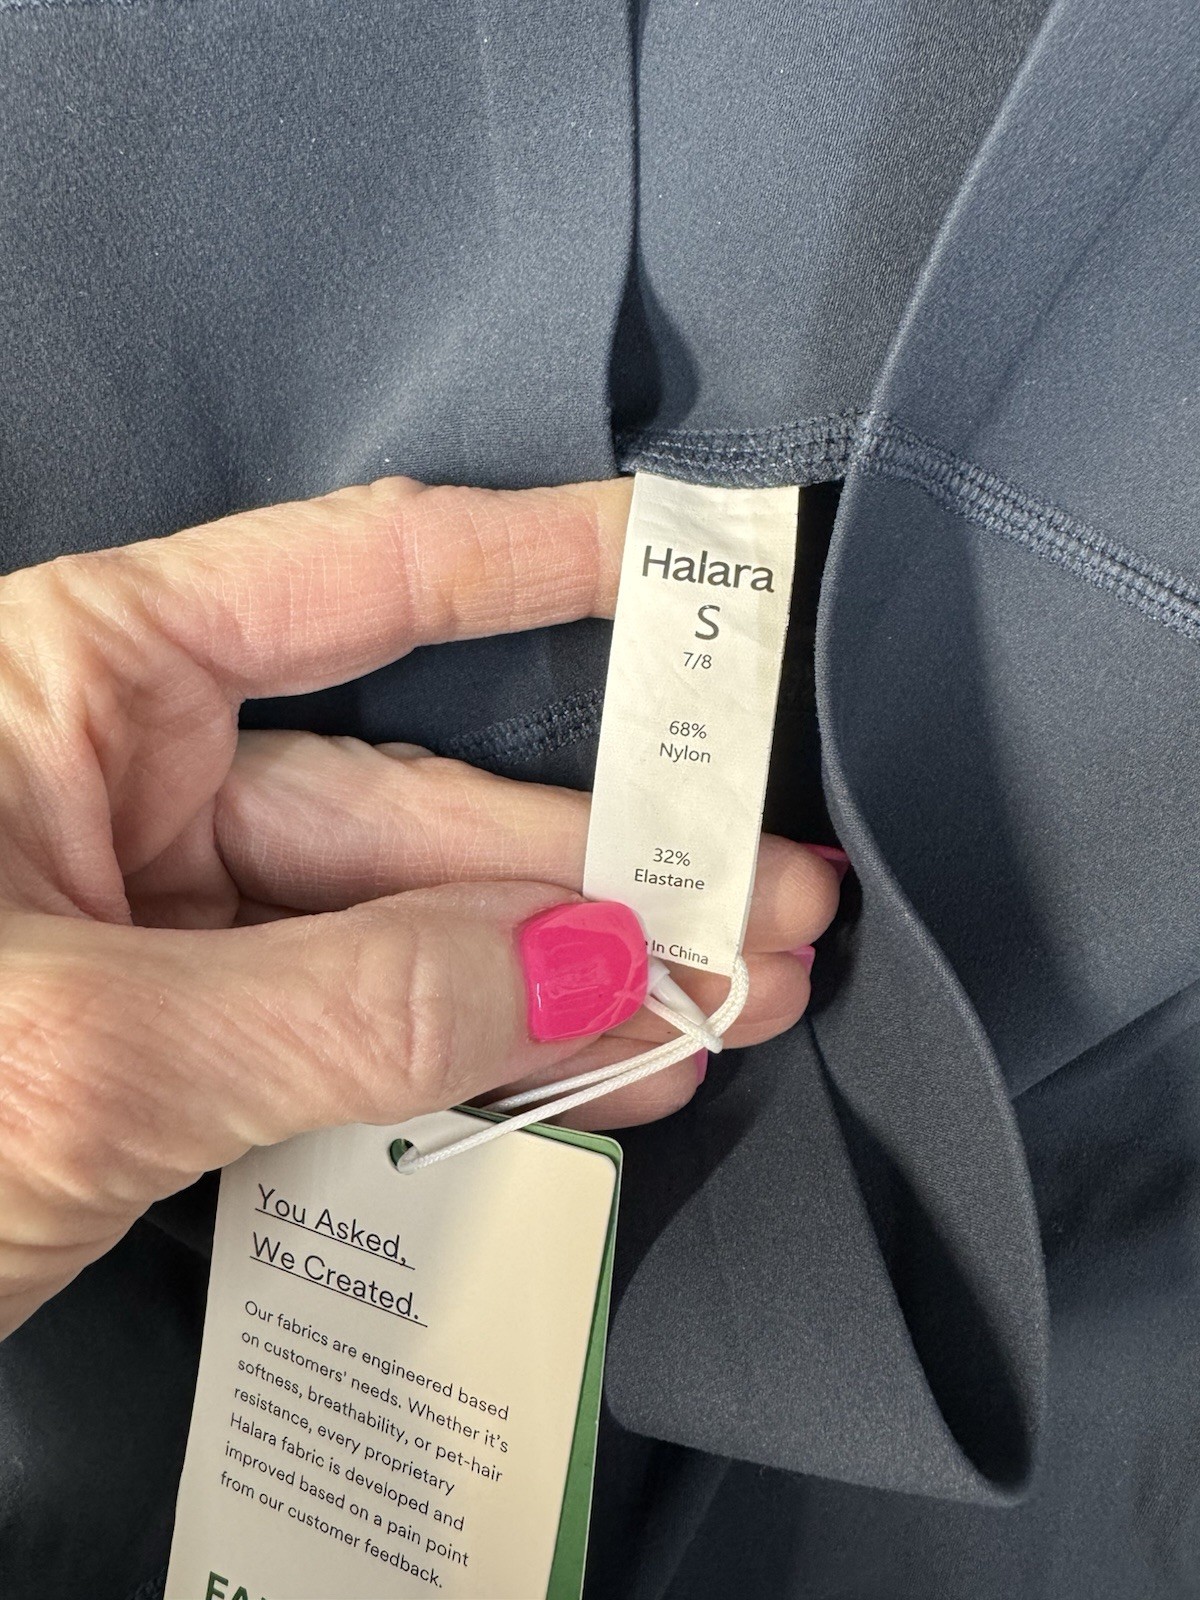 Halara
S
7/8
68%
Nylon
32%
Elastane
In China
You Asked,
We Created.
Our fabrics are engineered based
on customers' needs. Whether it's
softness, breathability, or pet-hair
resistance, every proprietary
Halara fabric is developed and
improved based on a pain point
from our customer feedback.